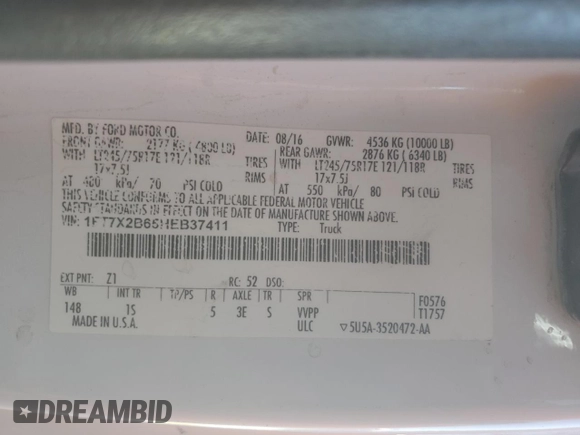 MFD. BY FORD MOTOR CO.
DATE: 08/16 GVWR: 4536 KG (10000 LB)
FRONT GAWR: 2177 KG (4800 LB) REAR GAWR: 2876 KG (6340 LB)
WITH LT245/75R17E 121/118R TIRES WITH LT245/75R17E 121/118R TIRES
17x7.5J RIMS 17x7.5J RIMS
AT 480 kPa/ 70 PSI COLD AT 550 kPa/ 80 PSI COLD
THIS VEHICLE CONFORMS TO ALL APPLICABLE FEDERAL MOTOR VEHICLE
SAFETY STANDARDS IN EFFECT ON THE DATE OF MANUFACTURE SHOWN ABOVE.
VIN: 1FT7X2B65HEB37411 TYPE: Truck
EXT PNT: Z1 RC: 52 DSO:
WB INT TR TP/PS R AXLE TR SPR F0576
148 1S 5 3E S VVPP T1757
MADE IN U.S.A. ULC 5U5A-3520472-AA
DREAMBID